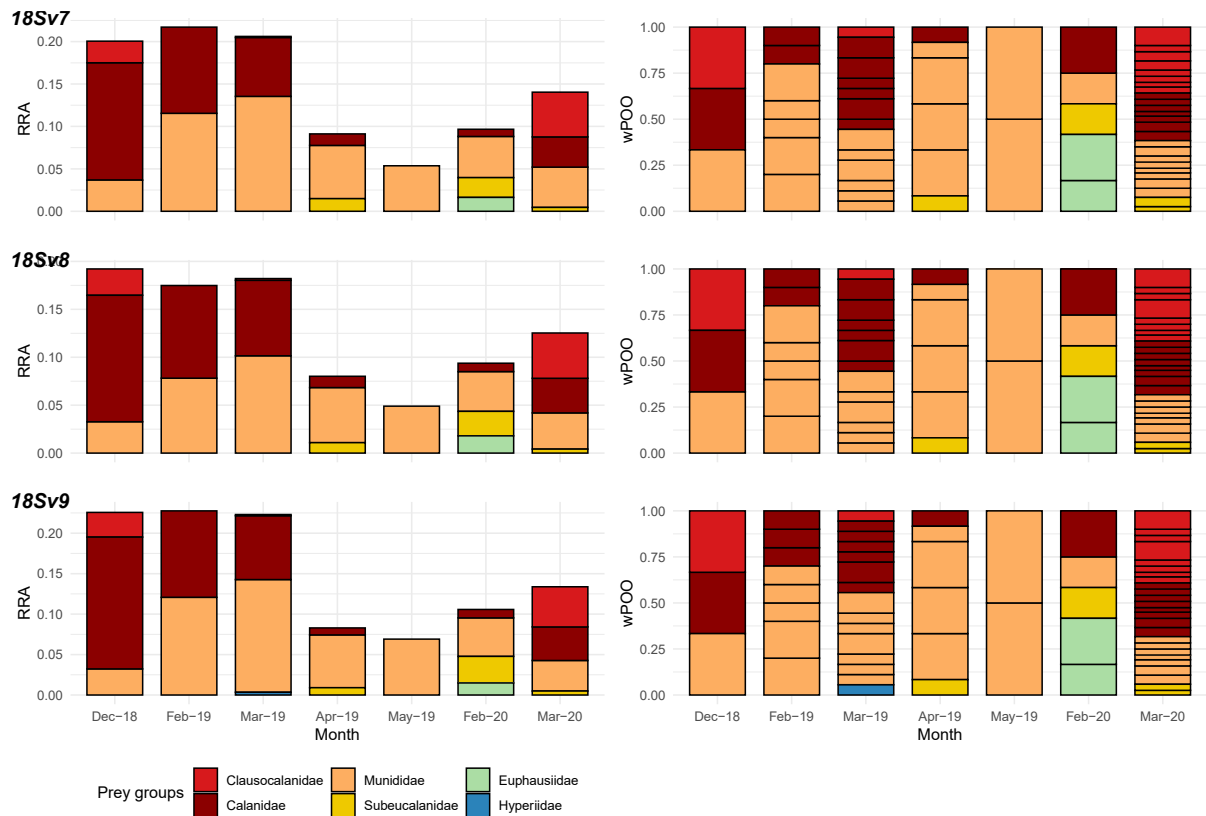 18Sv7
RRA
0.20
0.15
0.10
0.05
0.00
wPOO
1.00
0.75
0.50
0.25
0.00
18Sv8
RRA
0.20
0.15
0.10
0.05
0.00
wPOO
1.00
0.75
0.50
0.25
0.00
18Sv9
RRA
0.20
0.15
0.10
0.05
0.00
Dec−18 Feb−19 Mar−19 Apr−19 May−19 Feb−20 Mar−20
Month
wPOO
1.00
0.75
0.50
0.25
0.00
Dec−18 Feb−19 Mar−19 Apr−19 May−19 Feb−20 Mar−20
Month
Prey groups
Clausocalanidae Munididae Euphausiidae
Calanidae Subeucalanidae Hyperiidae